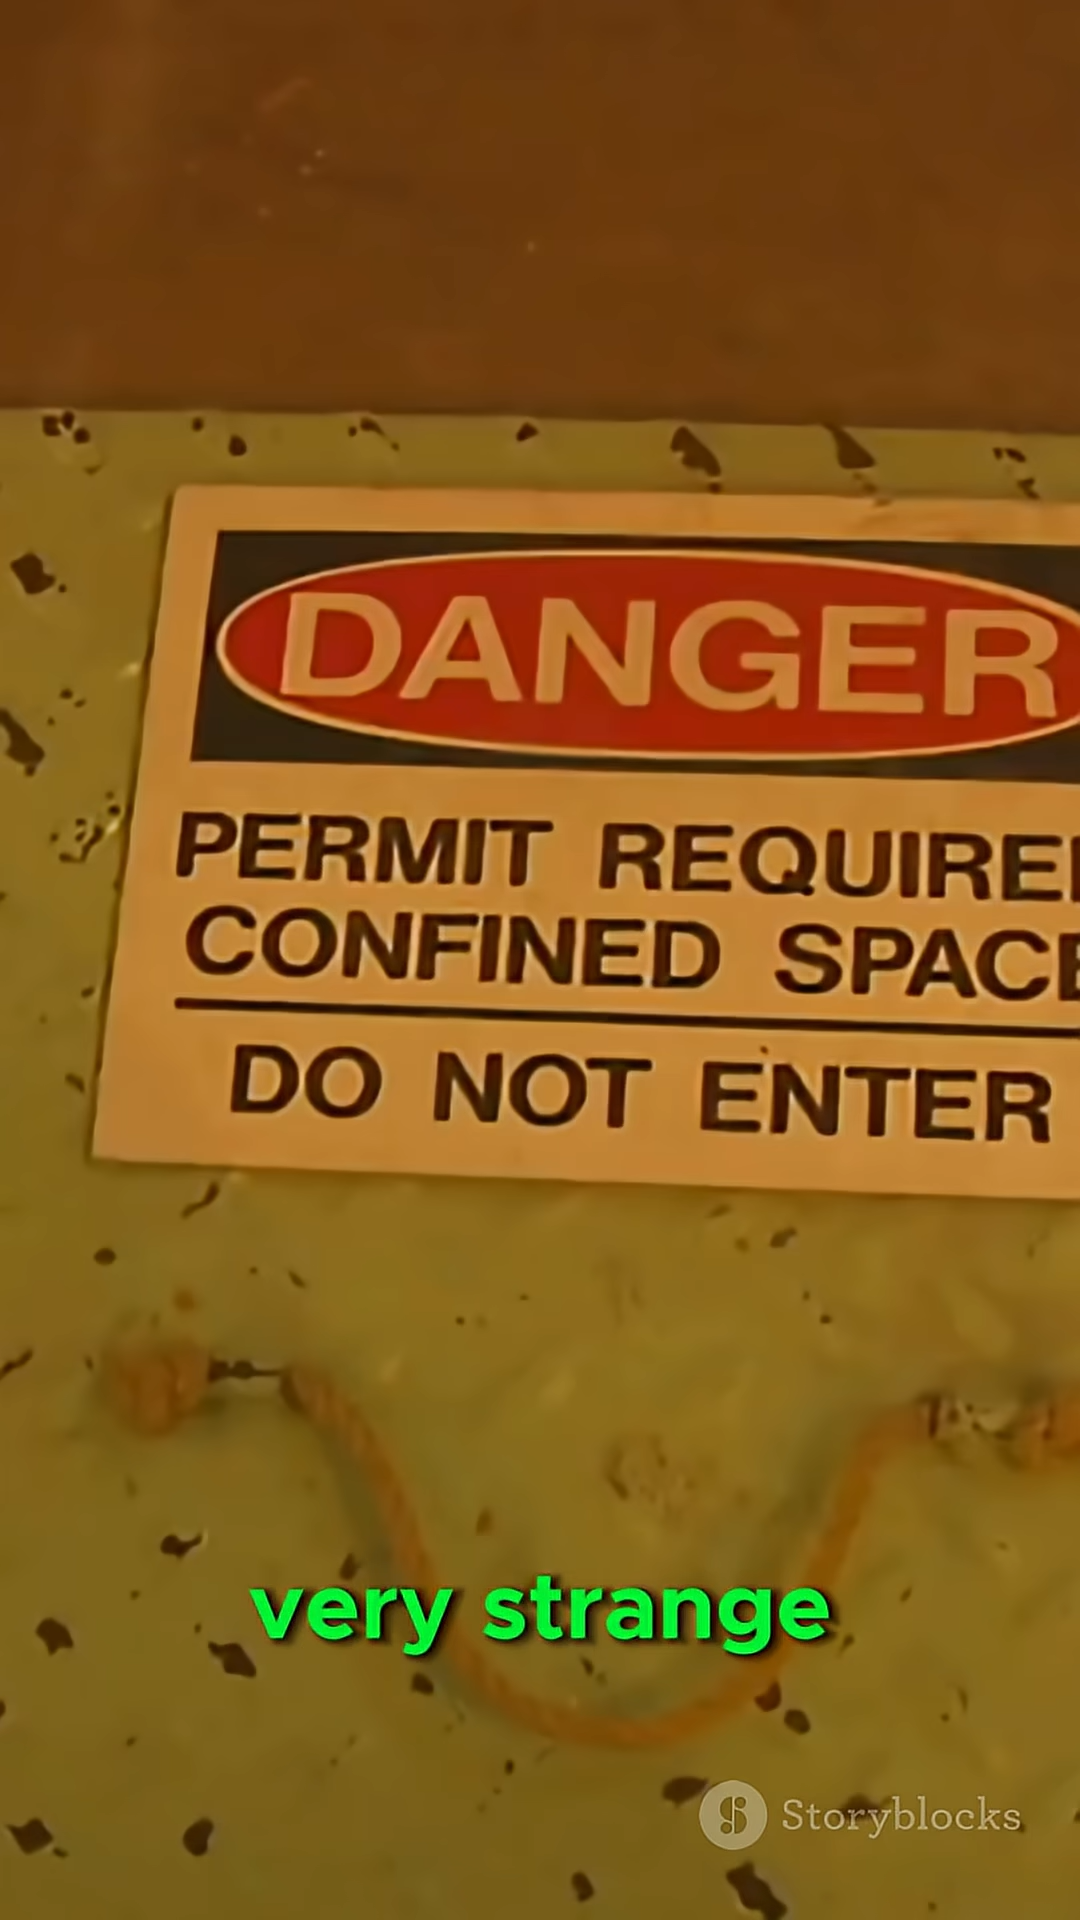 DANGER
PERMIT REQUIRE
CONFINED SPACE
DO NOT ENTER
very strange
Storyblocks